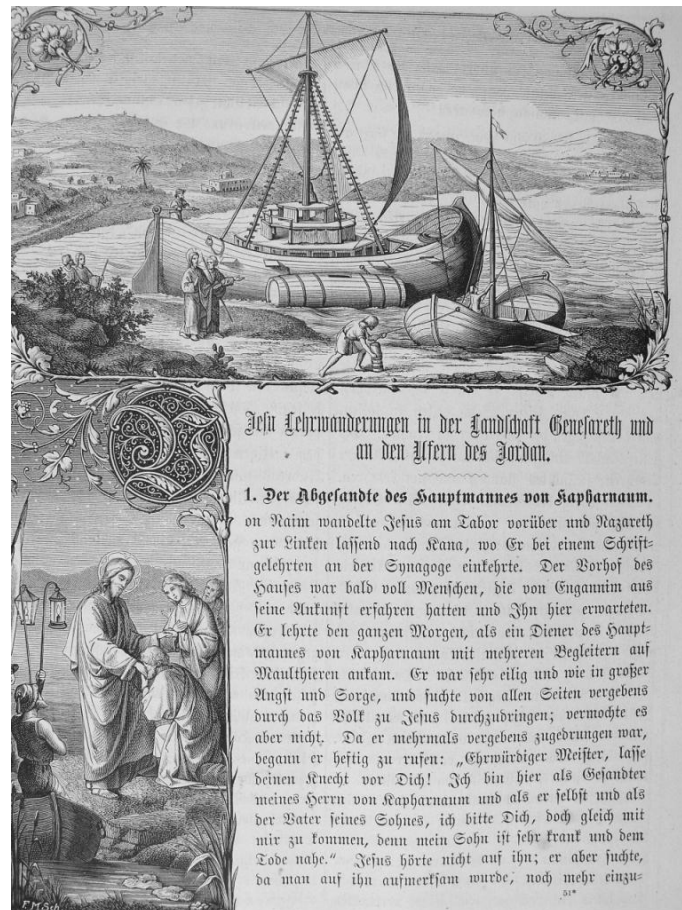 Jesu Lehrwanderungen in der Landschaft Genesareth und
an den Ufern des Jordan.
1. Der Abgesandte des Hauptmannes von Kapharnaum.
Von Naim wandelte Jesus am Tabor vorüber und Nazareth
zur Linken lassend nach Kana, wo Er bei einem Schrift-
gelehrten an der Synagoge einkehrte. Der Vorhof des
Hauses war bald voll Menschen, die von Engannim aus
seine Ankunft erfahren hatten und Ihn hier erwarteten.
Er lehrte den ganzen Morgen, als ein Diener des Haupt-
mannes von Kapharnaum mit mehreren Begleitern auf
Maulthieren ankam. Er war sehr eilig und wie in großer
Angst und Sorge, und suchte von allen Seiten vergebens
durch das Volk zu Jesus durchzudringen; vermochte es
aber nicht. Da er mehrmals vergebens zugedrungen war,
begann er heftig zu rufen: „Ehrwürdiger Meister, lasse
deinen Knecht vor Dich! Ich bin hier als Gesandter
meines Herrn von Kapharnaum und als er selbst und als
der Vater seines Sohnes, ich bitte Dich, doch gleich mit
mir zu kommen, denn mein Sohn ist sehr krank und dem
Tode nahe.“ Jesus hörte nicht auf ihn; er aber suchte,
da man auf ihn aufmerksam wurde, noch mehr einzu-
51*